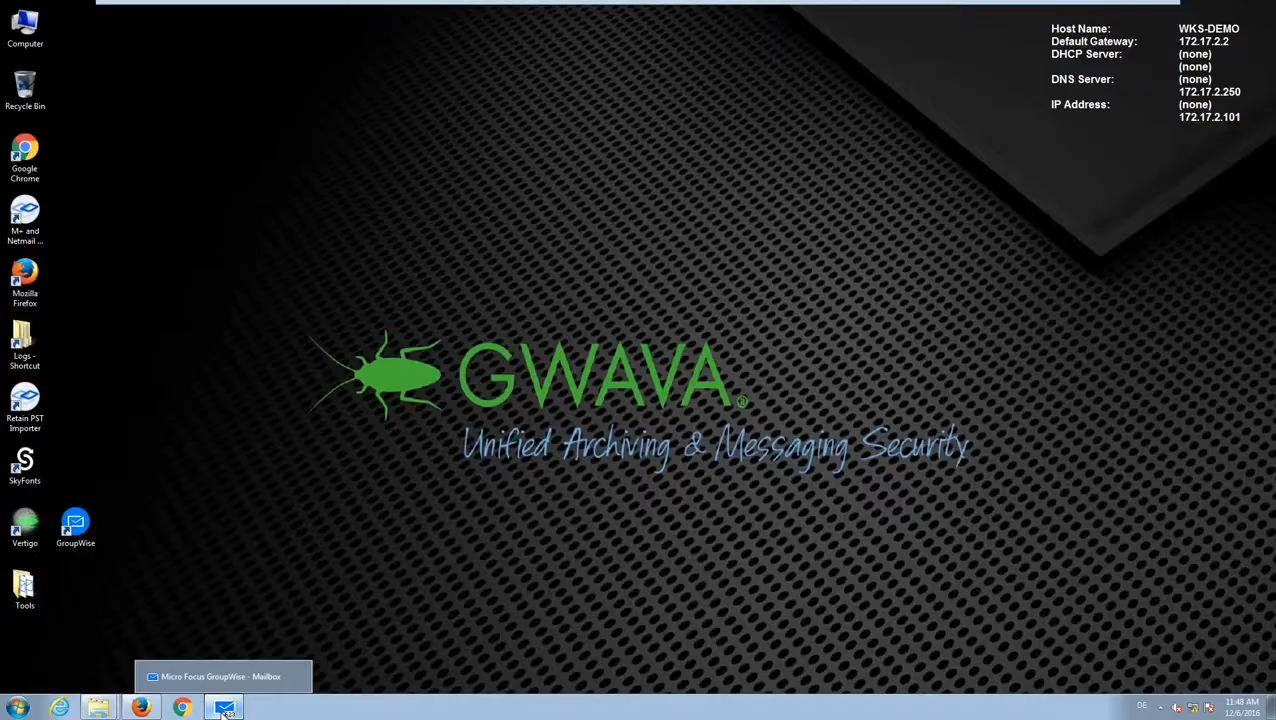 Computer
Recycle Bin
Google
Chrome
M+ and
Netmail ...
Mozilla
Firefox
Logs -
Shortcut
Retain PST
Importer
SkyFonts
Vertigo
GroupWise
Tools
Host Name: WKS-DEMO
Default Gateway: 172.17.2.2
DHCP Server: (none)
(none)
DNS Server: (none)
172.17.2.250
IP Address: (none)
172.17.2.101
GWAVA®
Unified Archiving & Messaging Security
Micro Focus GroupWise - Mailbox
DE
11:48 AM
12/6/2016